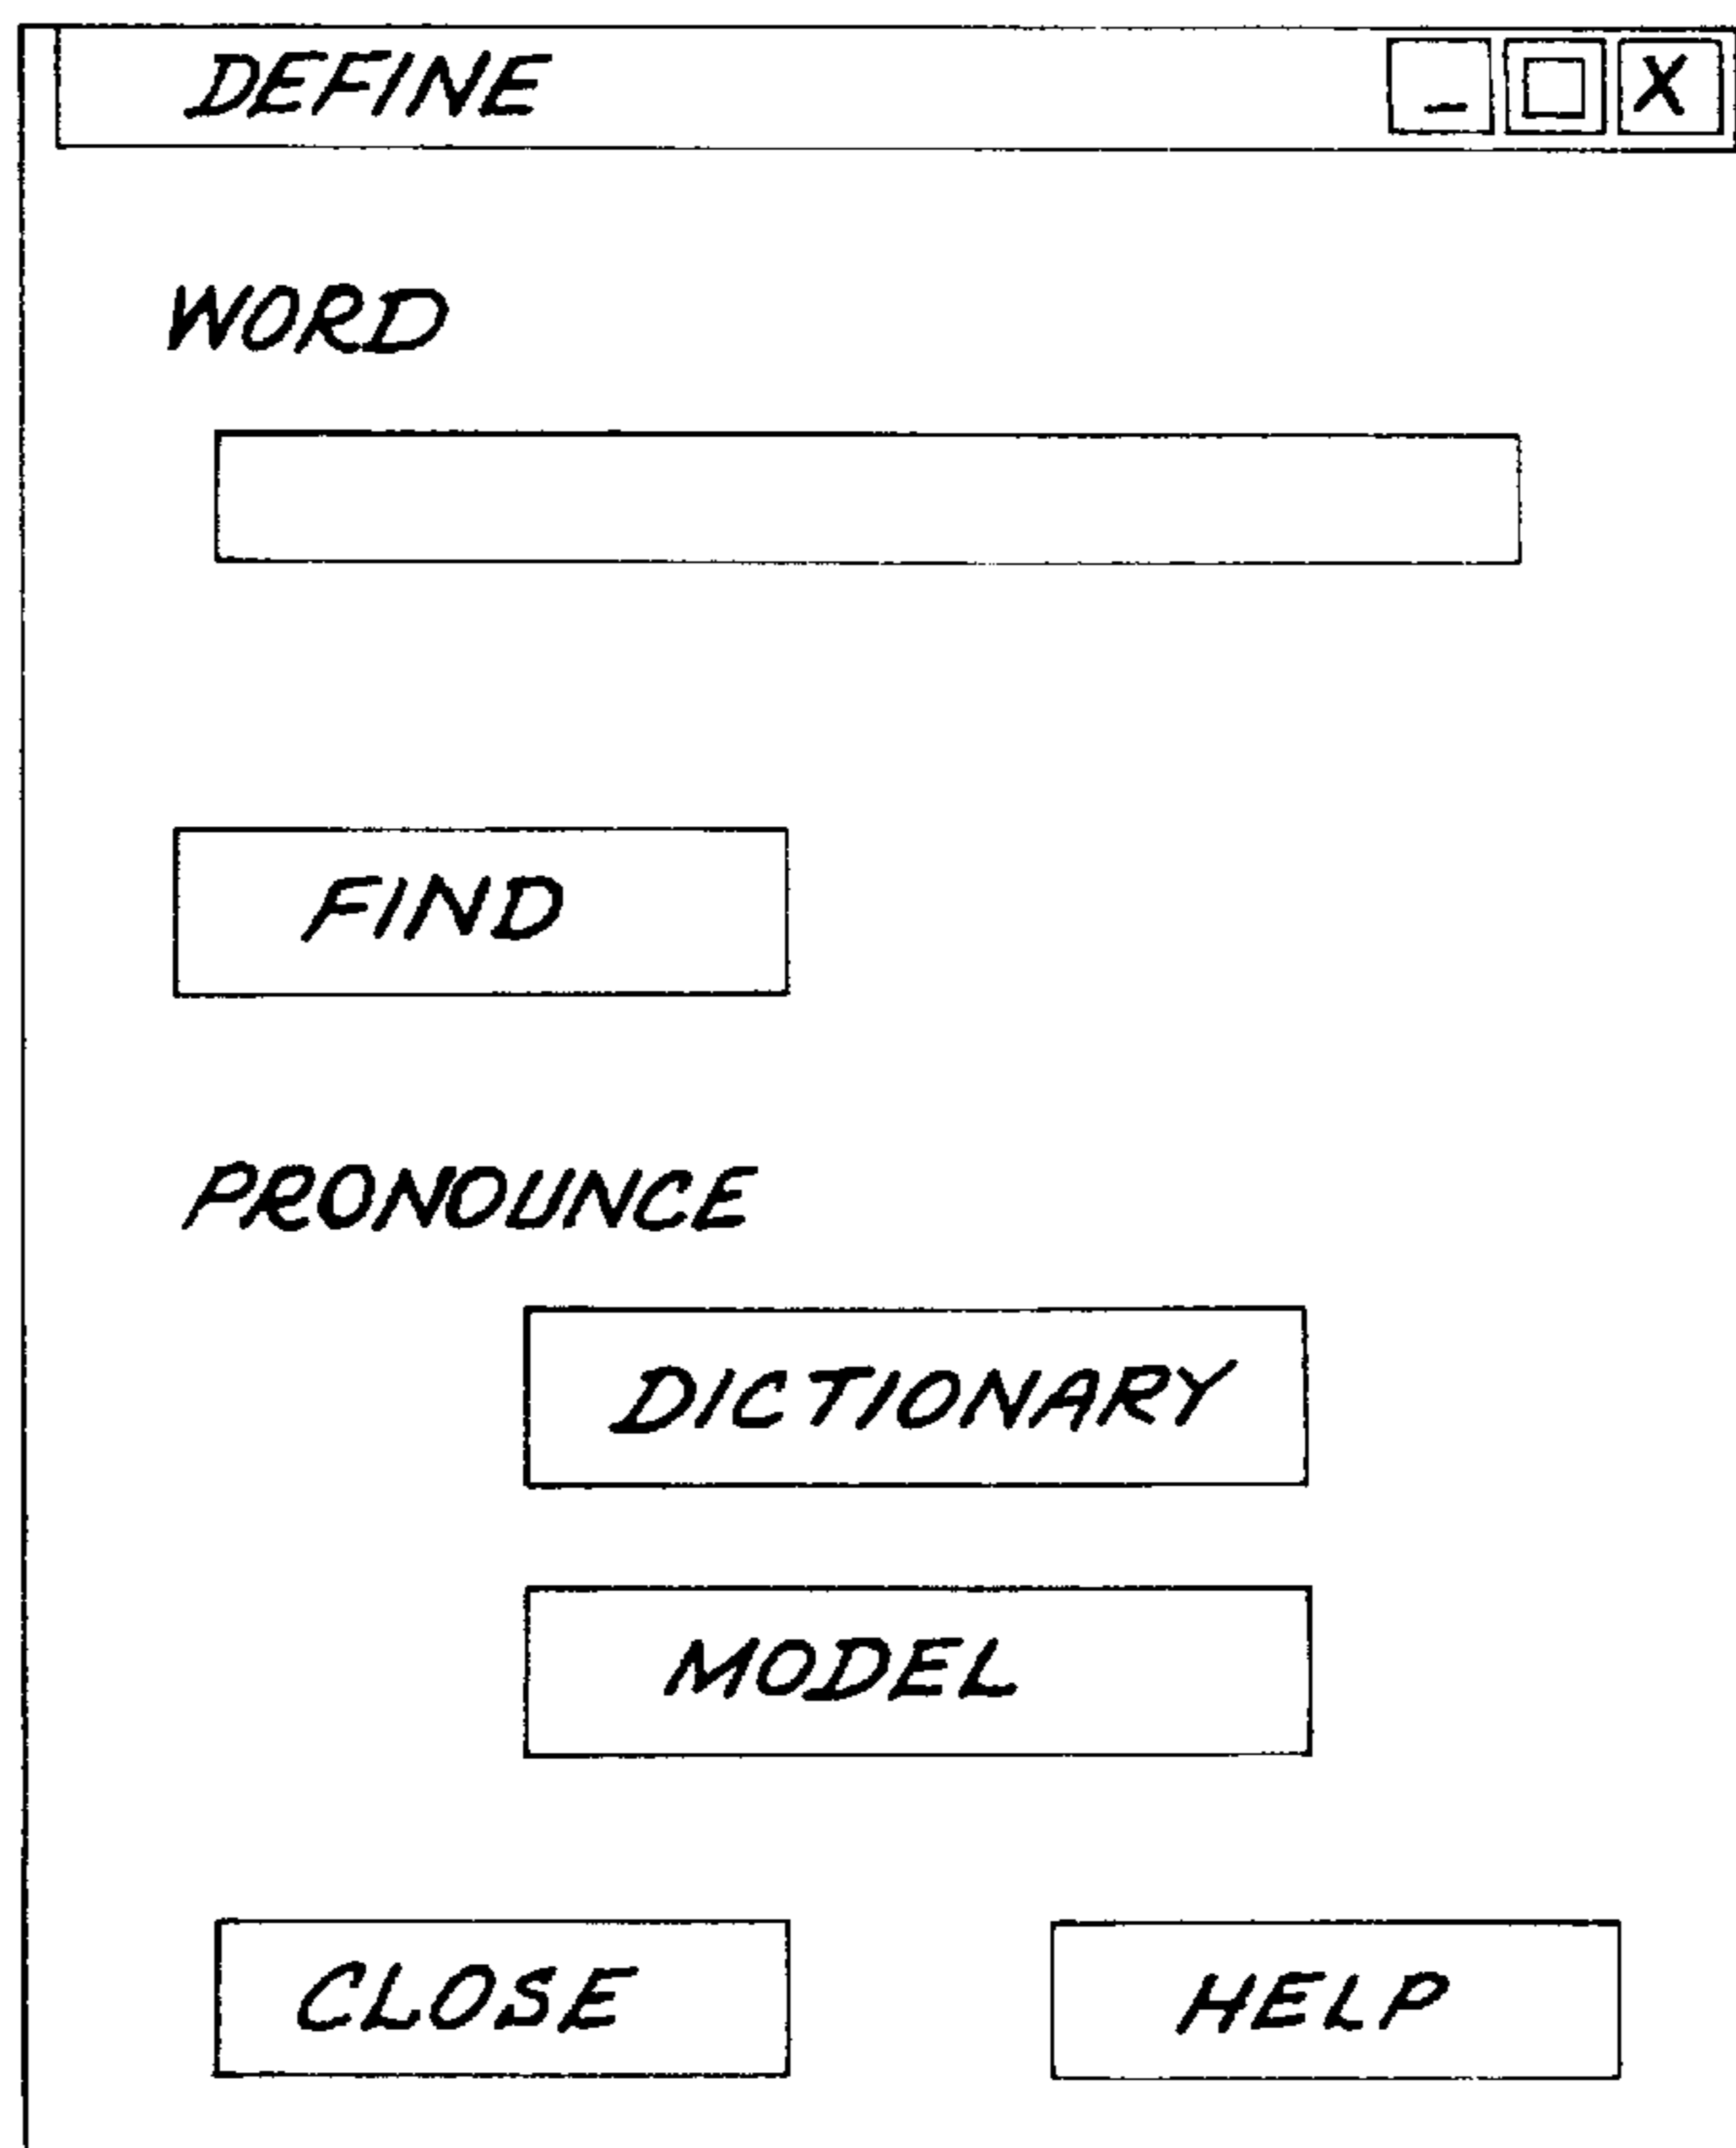 DEFINE - □ X
WORD
FIND
PRONOUNCE
DICTIONARY
MODEL
CLOSE HELP